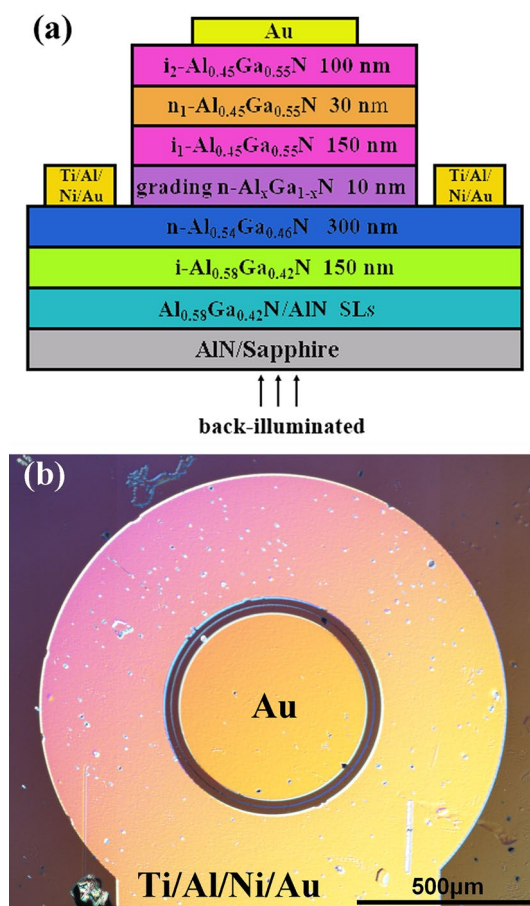 (a)
Au
i₂-Al₀.₄₅Ga₀.₅₅N 100 nm
n₁-Al₀.₄₅Ga₀.₅₅N 30 nm
i₁-Al₀.₄₅Ga₀.₅₅N 150 nm
Ti/Al/
Ni/Au
grading n-AlₓGa₁₋ₓN 10 nm
Ti/Al/
Ni/Au
n-Al₀.₅₄Ga₀.₄₆N 300 nm
i-Al₀.₅₈Ga₀.₄₂N 150 nm
Al₀.₅₈Ga₀.₄₂N/AlN SLs
AlN/Sapphire
back-illuminated
(b)
Au
Ti/Al/Ni/Au
500μm